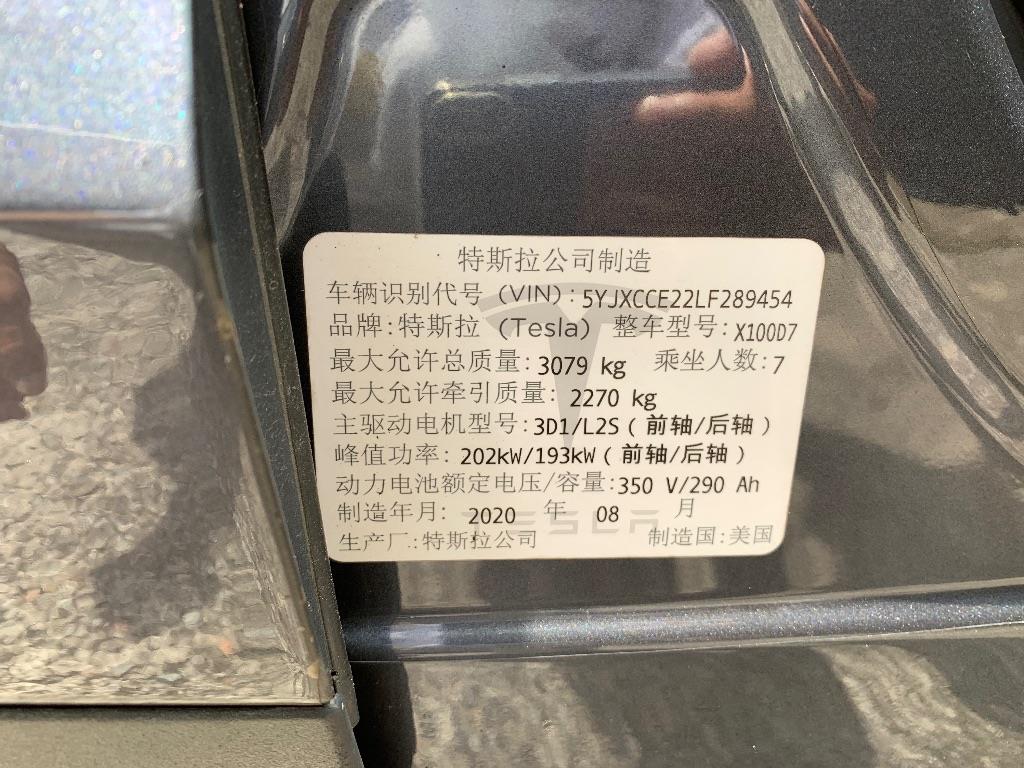 特斯拉公司制造
车辆识别代号 (VIN): 5YJXCCE22LF289454
品牌:特斯拉 (Tesla) 整车型号: X100D7
最大允许总质量: 3079 kg 乘坐人数: 7
最大允许牵引质量: 2270 kg
主驱动电机型号: 3D1/L2S (前轴/后轴)
峰值功率: 202kW/193kW (前轴/后轴)
动力电池额定电压/容量: 350 V/290 Ah
制造年月: 2020 年 08 月
TESLA
生产厂.:特斯拉公司 制造国:美国